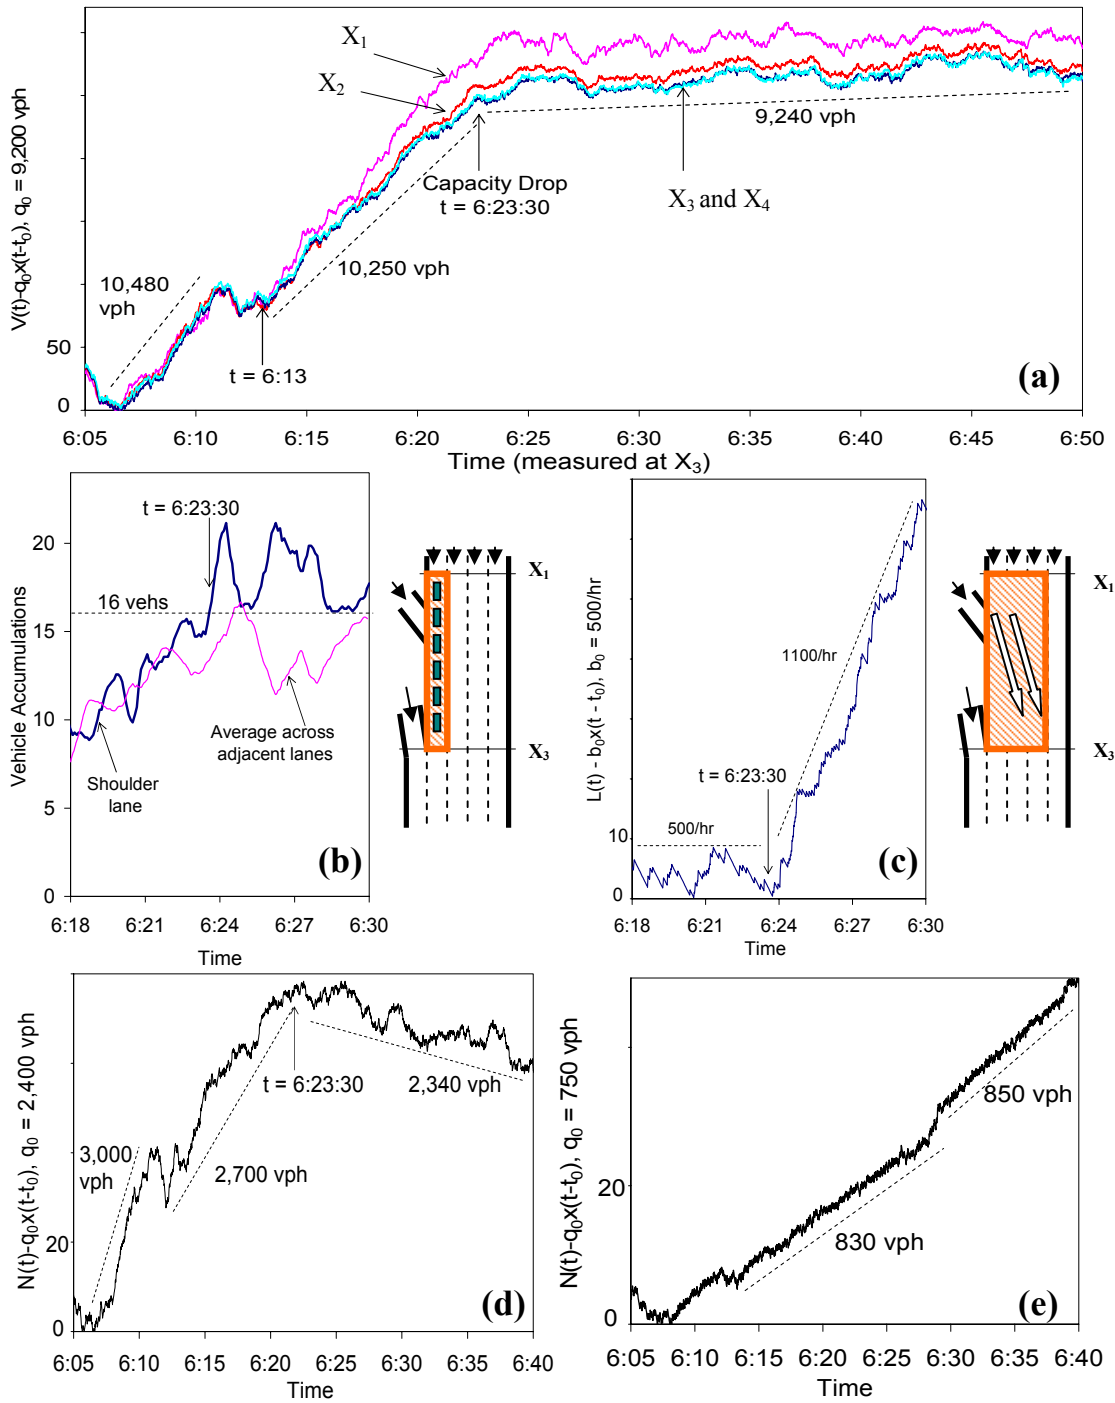 V(t)-q₀x(t-t₀), q₀ = 9,200 vph
50
0
X₁
X₂
10,480
vph
t = 6:13
10,250 vph
Capacity Drop
t = 6:23:30
9,240 vph
X₃ and X₄
(a)
6:05 6:10 6:15 6:20 6:25 6:30 6:35 6:40 6:45 6:50
Time (measured at X₃)
Vehicle Accumulations
20
15
10
5
0
t = 6:23:30
16 vehs
Average across
adjacent lanes
Shoulder
lane
(b)
6:18 6:21 6:24 6:27 6:30
Time
X₁
X₃
L(t) - b₀x(t - t₀), b₀ = 500/hr
10
0
1100/hr
t = 6:23:30
500/hr
(c)
6:18 6:21 6:24 6:27 6:30
Time
X₁
X₃
N(t)-q₀x(t-t₀), q₀ = 2,400 vph
20
0
3,000
vph
t = 6:23:30
2,700 vph
2,340 vph
(d)
6:05 6:10 6:15 6:20 6:25 6:30 6:35 6:40
Time
N(t)-q₀x(t-t₀), q₀ = 750 vph
20
0
850 vph
830 vph
(e)
6:05 6:10 6:15 6:20 6:25 6:30 6:35 6:40
Time